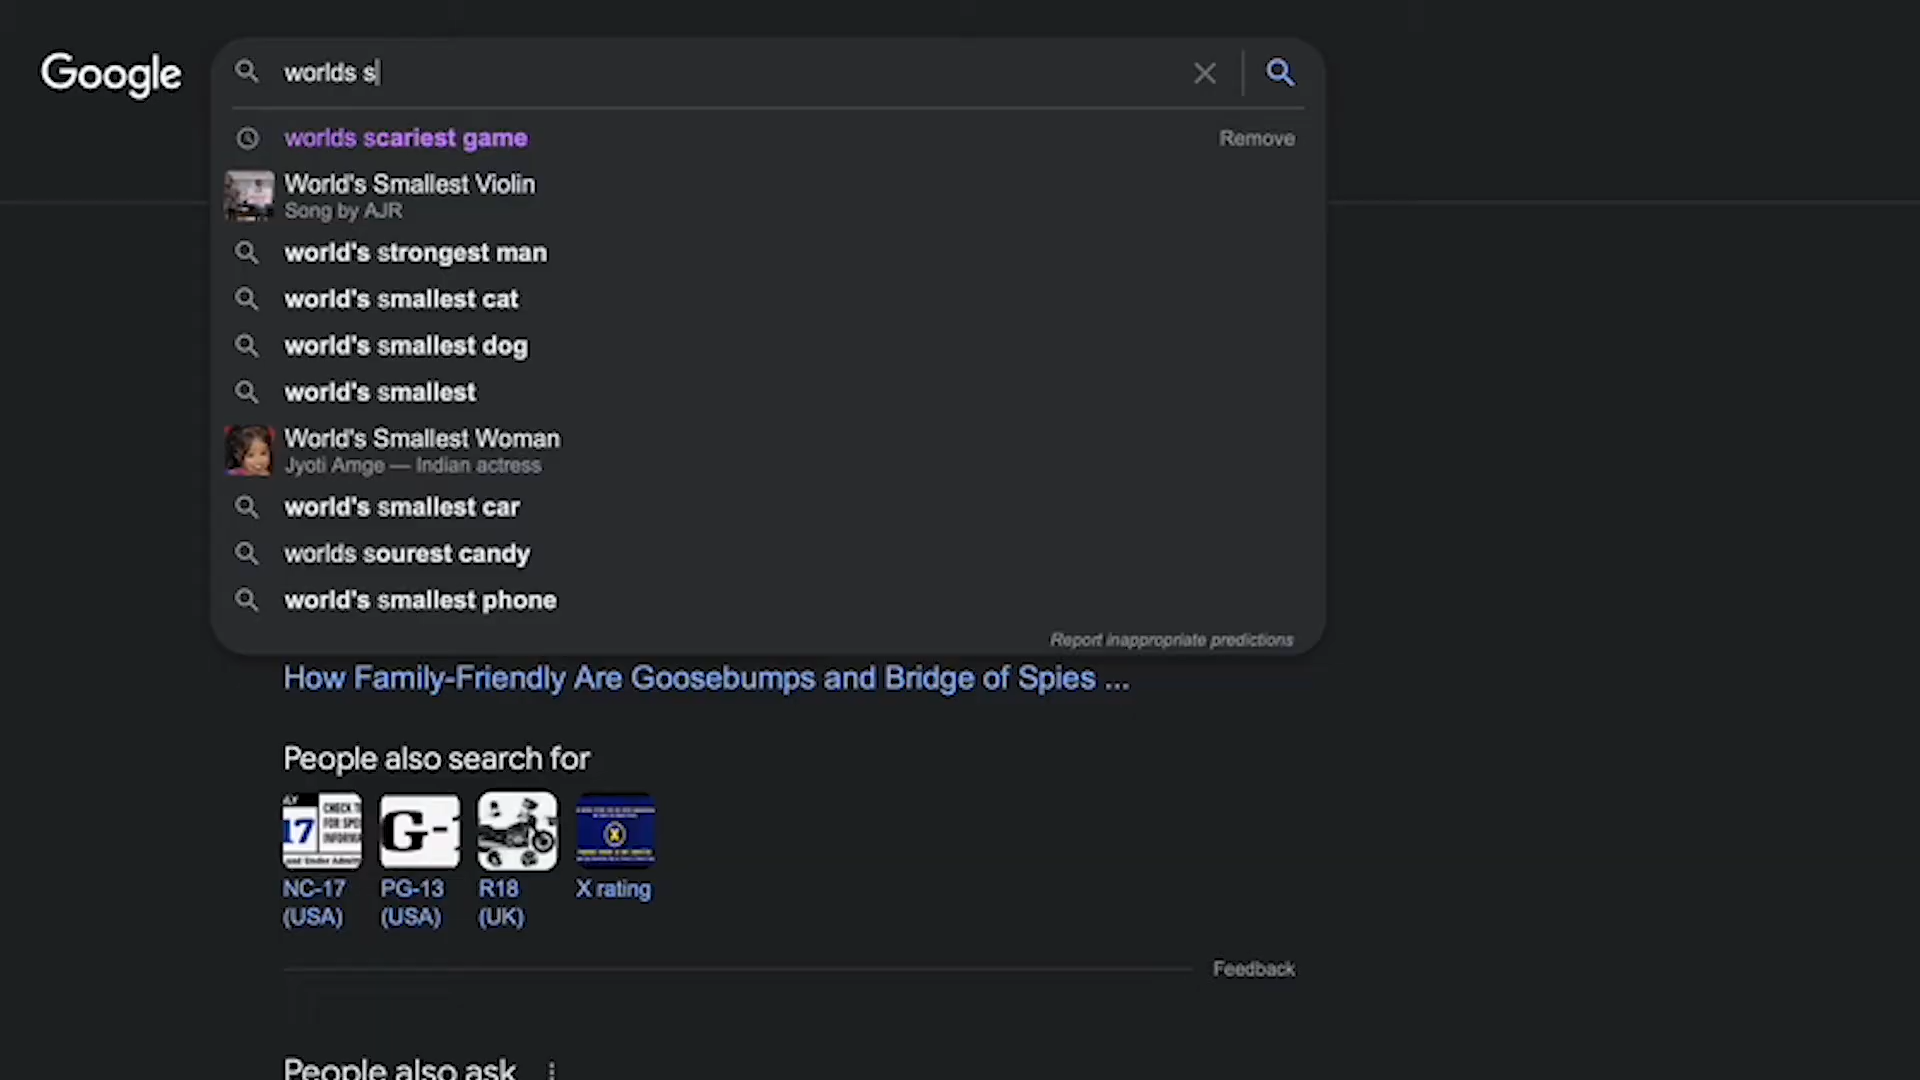 Google
worlds s
worlds scariest game
Remove
World's Smallest Violin
Song by AJR
world's strongest man
world's smallest cat
world's smallest dog
world's smallest
World's Smallest Woman
Jyoti Amge — Indian actress
world's smallest car
worlds sourest candy
world's smallest phone
Report inappropriate predictions
How Family-Friendly Are Goosebumps and Bridge of Spies ...
People also search for
17
CHECK
G-
X
NC-17 (USA)
PG-13 (USA)
R18 (UK)
X rating
Feedback
People also ask